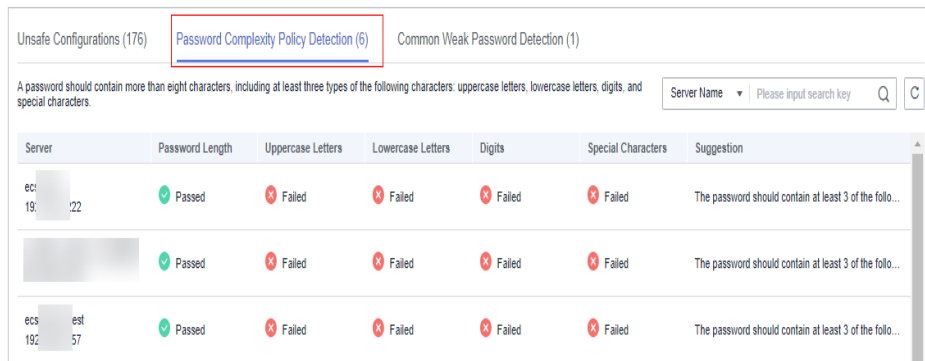 Unsafe Configurations (176) Password Complexity Policy Detection (6) Common Weak Password Detection (1)
A password should contain more than eight characters, including at least three types of the following characters: uppercase letters, lowercase letters, digits, and
special characters.
Server Name Please input search key
Server Password Length Uppercase Letters Lowercase Letters Digits Special Characters Suggestion
Passed Failed Failed Failed Failed The password should contain at least 3 of the follo...
Passed Failed Failed Failed Failed The password should contain at least 3 of the follo...
Passed Failed Failed Failed Failed The password should contain at least 3 of the follo...